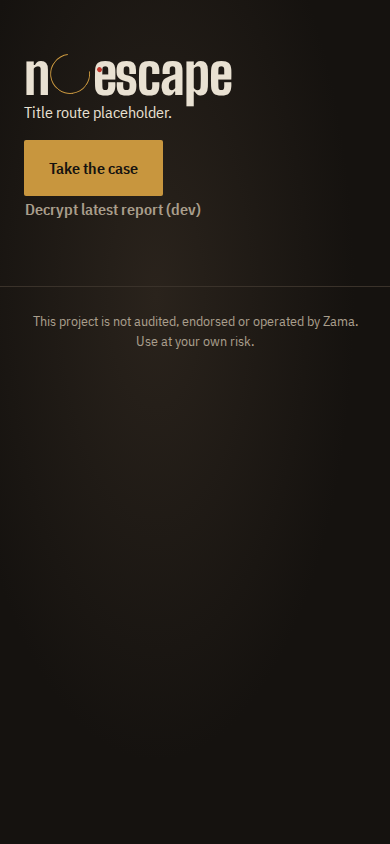 noescape
Title route placeholder.
Take the case
Decrypt latest report (dev)
This project is not audited, endorsed or operated by Zama.
Use at your own risk.